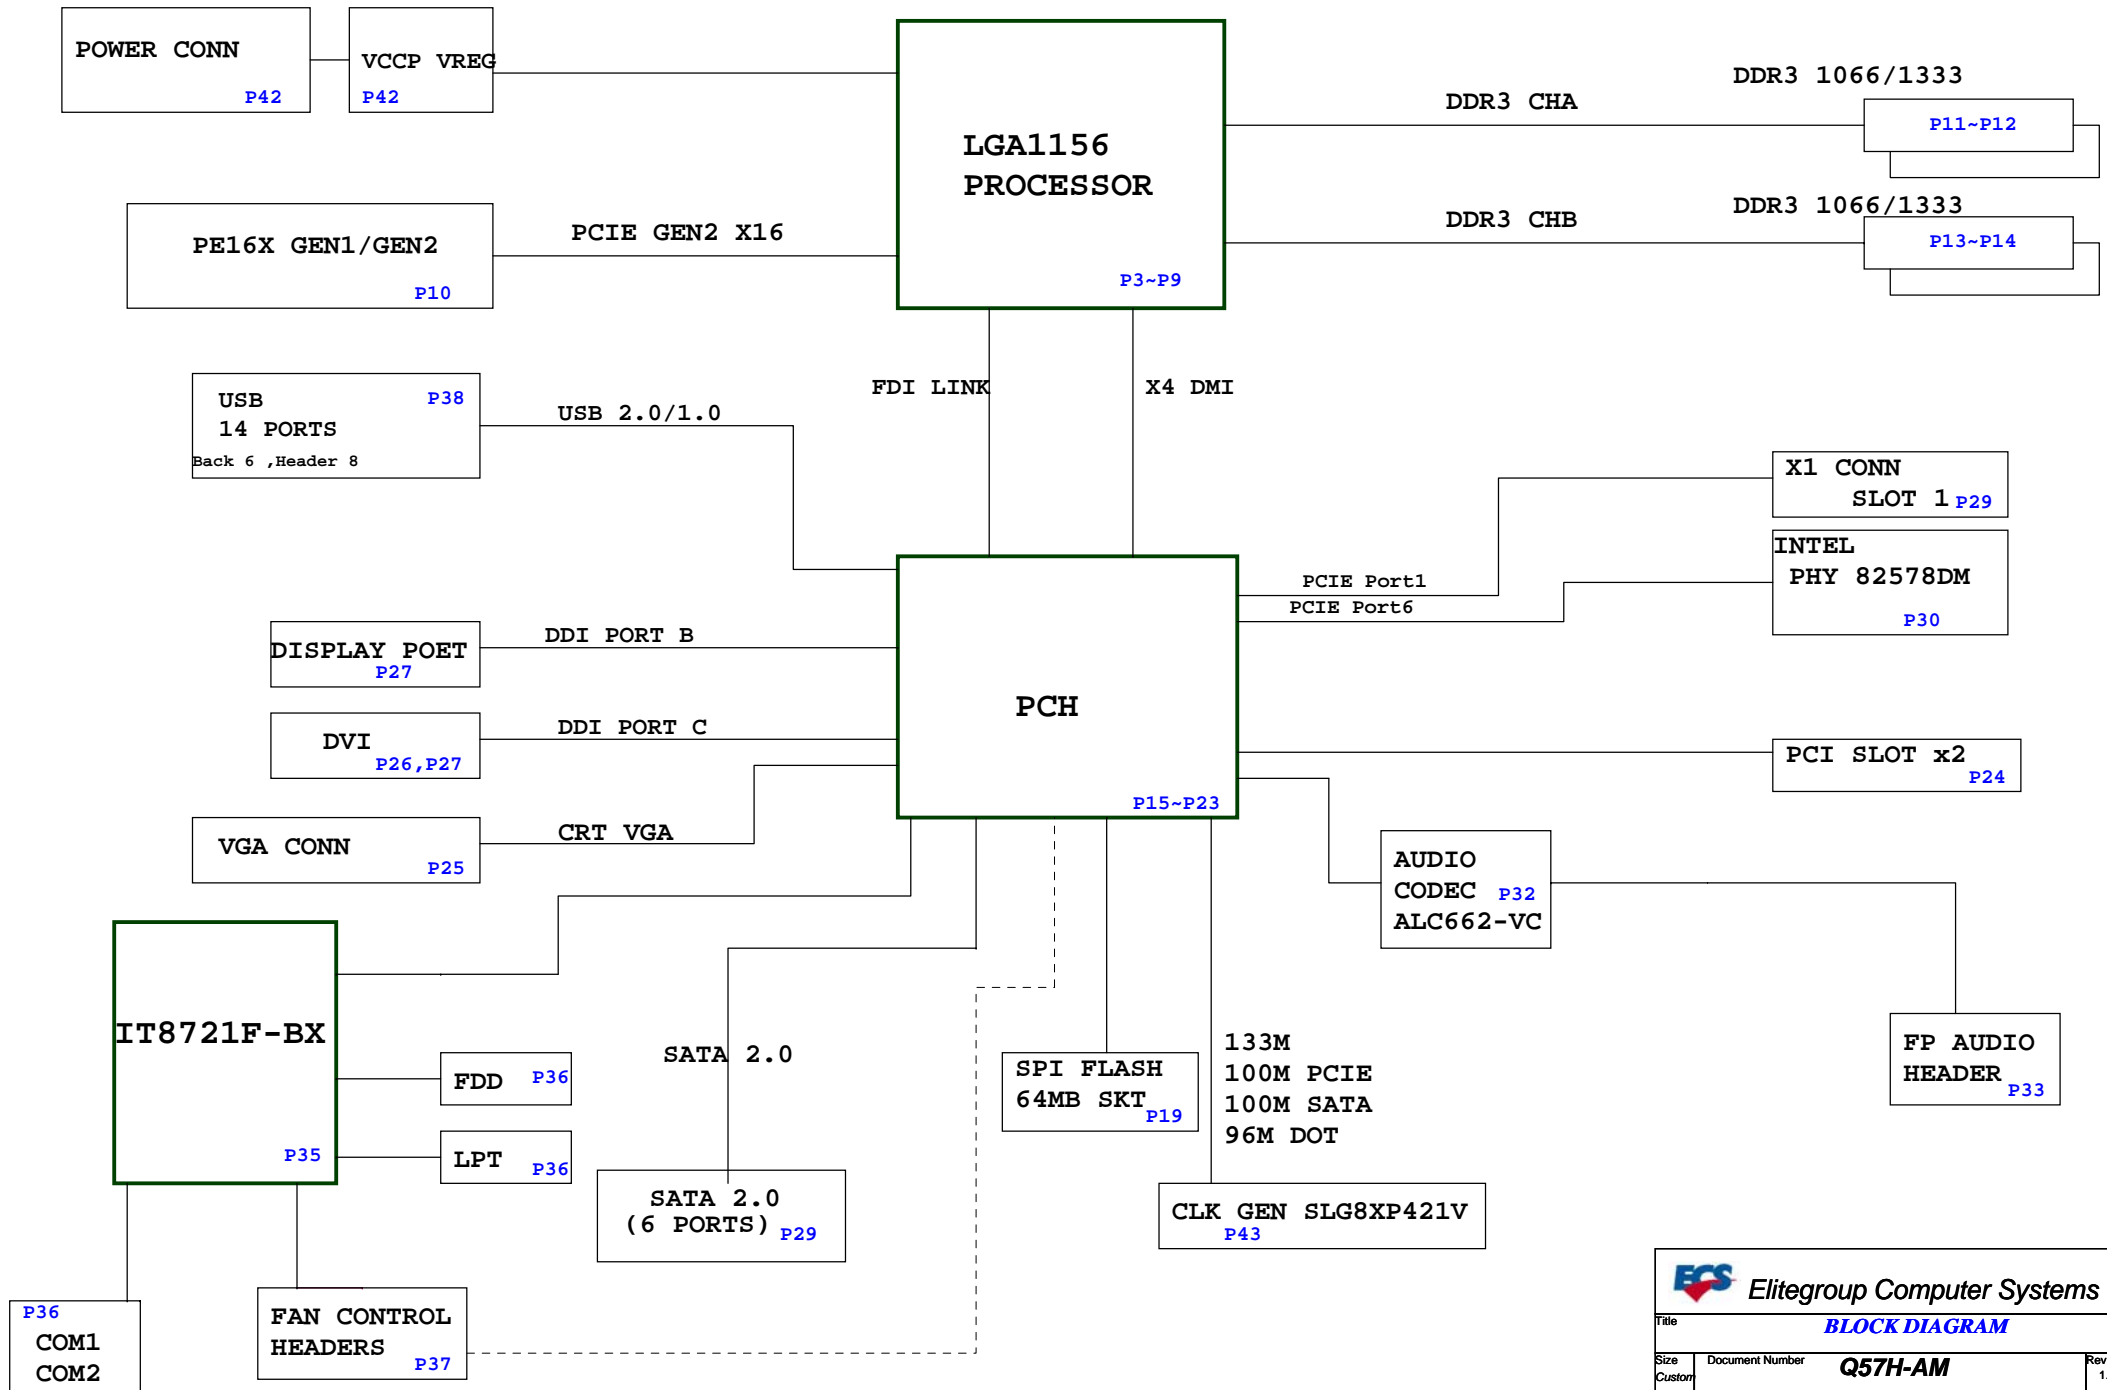 POWER CONN
P42
VCCP VREG
P42
LGA1156
PROCESSOR
P3~P9
DDR3 CHA
DDR3 1066/1333
P11~P12
DDR3 CHB
DDR3 1066/1333
P13~P14
PE16X GEN1/GEN2
P10
PCIE GEN2 X16
FDI LINK
X4 DMI
USB
P38
14 PORTS
Back 6 ,Header 8
USB 2.0/1.0
X1 CONN
SLOT 1 P29
INTEL
PHY 82578DM
P30
PCIE Port1
PCIE Port6
DISPLAY POET
P27
DDI PORT B
DVI
P26,P27
DDI PORT C
PCH
P15~P23
PCI SLOT x2
P24
VGA CONN
P25
CRT VGA
AUDIO
CODEC P32
ALC662-VC
IT8721F-BX
P35
FDD P36
LPT P36
SATA 2.0
SATA 2.0
(6 PORTS) P29
SPI FLASH
64MB SKT
P19
133M
100M PCIE
100M SATA
96M DOT
CLK GEN SLG8XP421V
P43
FP AUDIO
HEADER P33
P36
COM1
COM2
FAN CONTROL
HEADERS P37
ECS Elitegroup Computer Systems
Title
BLOCK DIAGRAM
Size
Custom
Document Number
Q57H-AM
Rev
1.